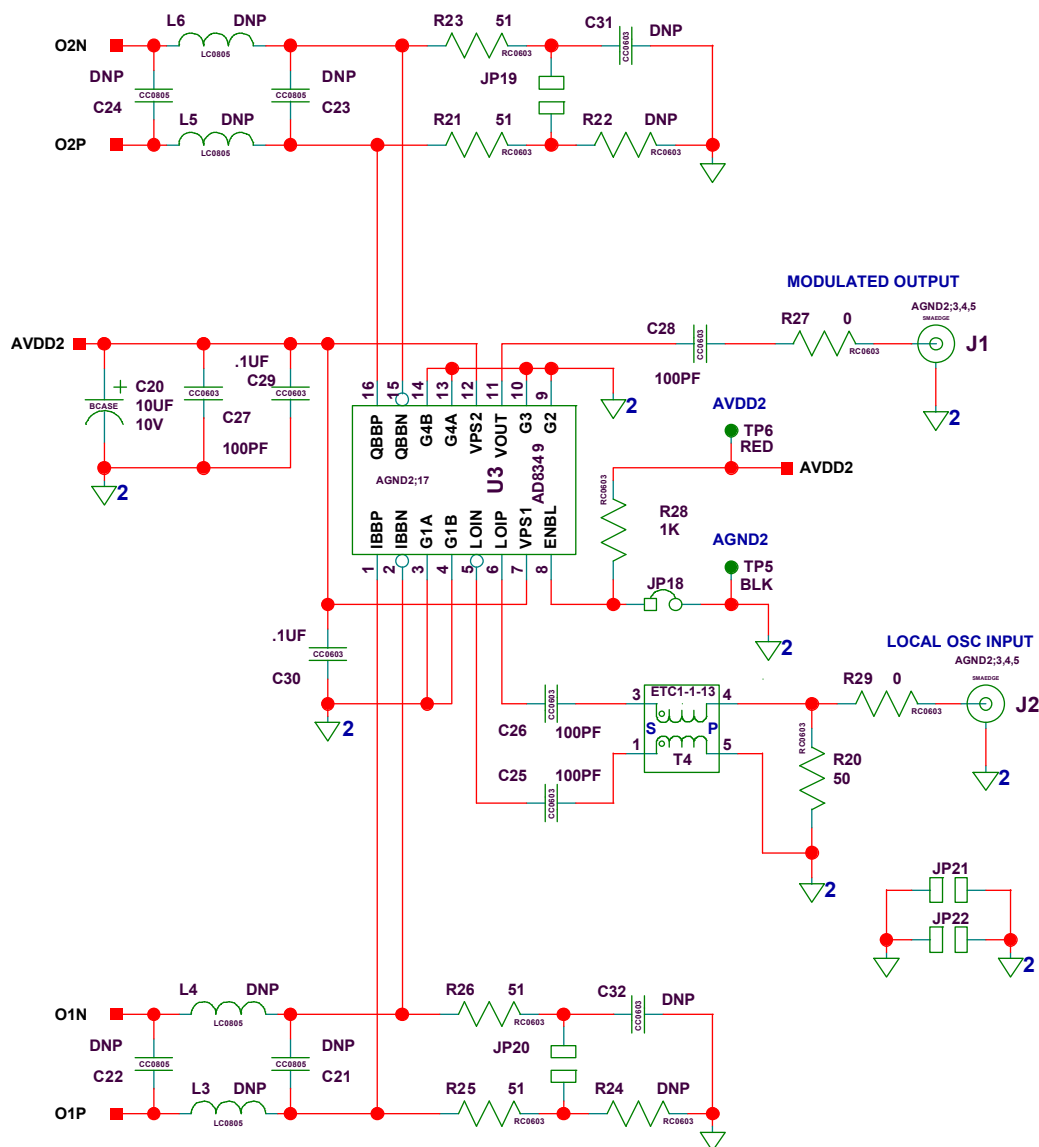 L6 DNP
R23 51
C31 DNP
O2N
LC0805
RC0603
CC0603
DNP
CC0805
C24
DNP
CC0805
C23
JP19
L5 DNP
R21 51
R22 DNP
O2P
LC0805
RC0603
RC0603
MODULATED OUTPUT
AGND2;3,4,5
SMAEDGE
R27 0
RC0603
J1
C28
CC0603
100PF
2
AVDD2
C20
10UF
10V
BCASE
+
CC0603
C27
100PF
.1UF
C29
CC0603
2
16 15 14 13 12 11 10 9
QBBP QBBN G4B G4A VPS2 VOUT G3 G2
AGND2;17
U3
AD8349
IBBP IBBN G1A G1B LOIN LOIP VPS1 ENBL
1 2 3 4 5 6 7 8
2
AVDD2
TP6
RED
AVDD2
RC0603
R28
1K
AGND2
TP5
BLK
JP18
2
.1UF
CC0603
C30
2
LOCAL OSC INPUT
AGND2;3,4,5
SMAEDGE
R29 0
RC0603
J2
2
C26
CC0603
100PF
3 ETC1-1-13 4
S P
1 5
T4
C25
100PF
CC0603
RC0603
R20
50
2
JP21
JP22
2
L4 DNP
R26 51
C32 DNP
O1N
LC0805
RC0603
CC0603
DNP
CC0805
C22
DNP
CC0805
C21
JP20
L3 DNP
R25 51
R24 DNP
O1P
LC0805
RC0603
RC0603